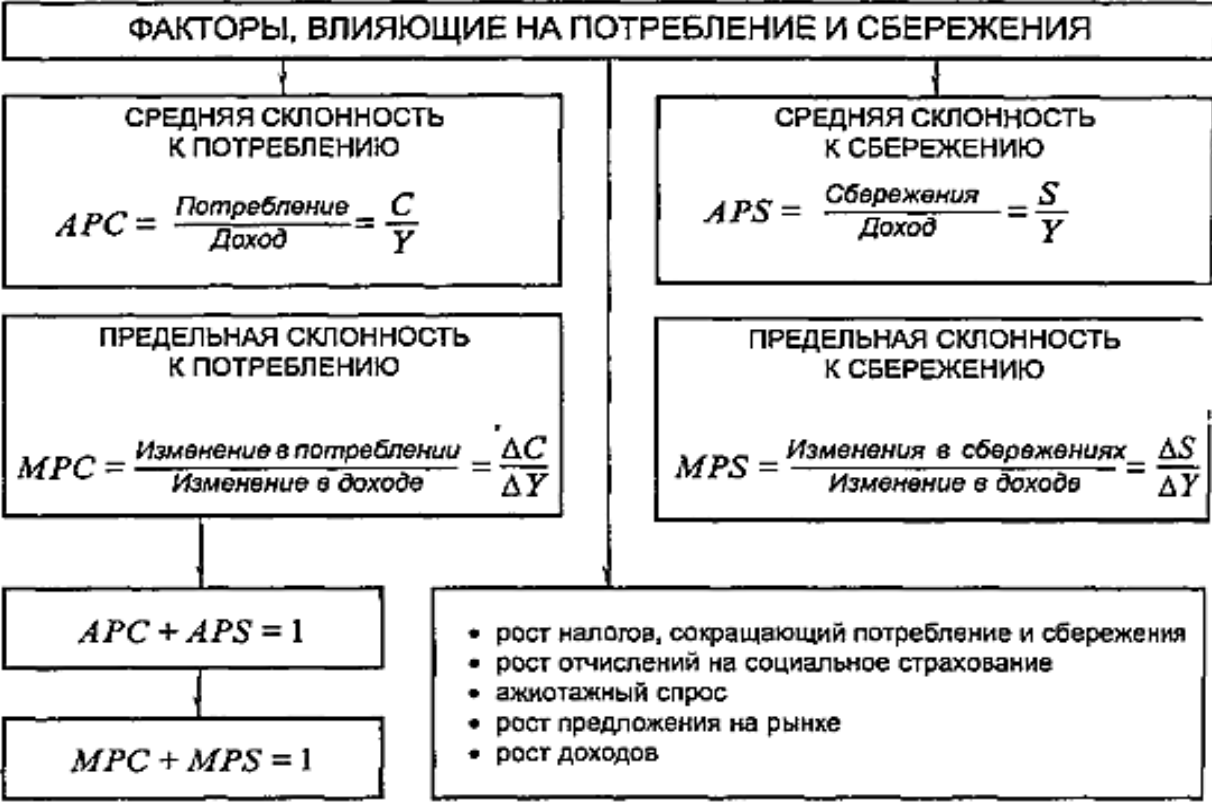 ФАКТОРЫ, ВЛИЯЮЩИЕ НА ПОТРЕБЛЕНИЕ И СБЕРЕЖЕНИЯ
СРЕДНЯЯ СКЛОННОСТЬ
К ПОТРЕБЛЕНИЮ
APC = Потребление / Доход = C / Y
СРЕДНЯЯ СКЛОННОСТЬ
К СБЕРЕЖЕНИЮ
APS = Сбережения / Доход = S / Y
ПРЕДЕЛЬНАЯ СКЛОННОСТЬ
К ПОТРЕБЛЕНИЮ
MPC = Изменение в потреблении / Изменение в доходе = ΔC / ΔY
ПРЕДЕЛЬНАЯ СКЛОННОСТЬ
К СБЕРЕЖЕНИЮ
MPS = Изменения в сбережениях / Изменение в доходе = ΔS / ΔY
APC + APS = 1
MPC + MPS = 1
• рост налогов, сокращающий потребление и сбережения
• рост отчислений на социальное страхование
• ажиотажный спрос
• рост предложения на рынке
• рост доходов